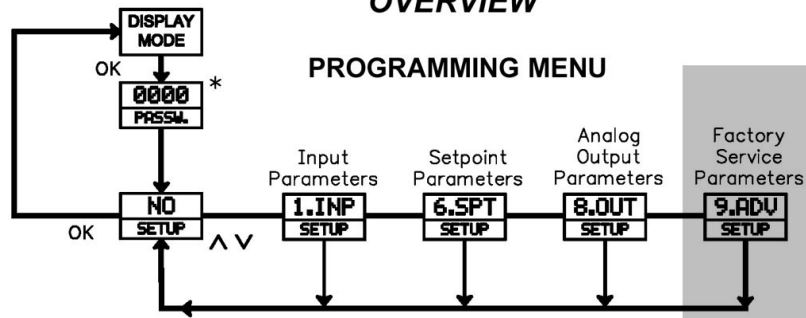 OVERVIEW
DISPLAY
MODE
OK
PROGRAMMING MENU
0000 *
PASSW.
Input
Parameters
Setpoint
Parameters
Analog
Output
Parameters
Factory
Service
Parameters
NO
SETUP
OK
∧ ∨
1.INP
SETUP
6.SPT
SETUP
8.OUT
SETUP
9.ADV
SETUP